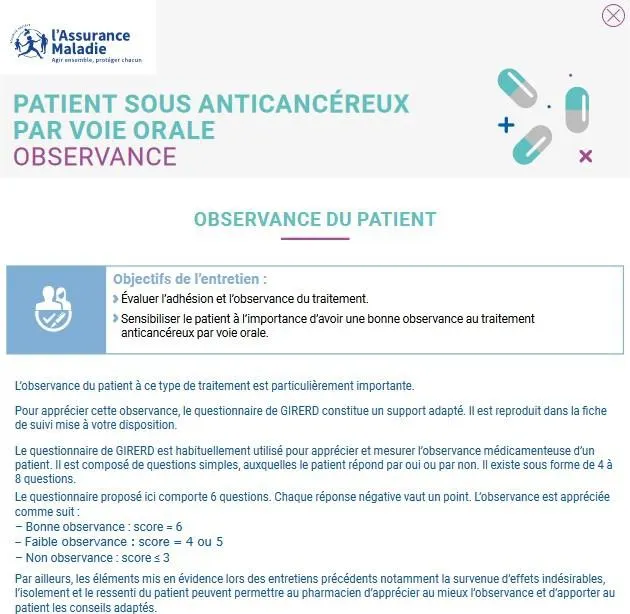 l'Assurance
Maladie
Agir ensemble, protéger chacun
PATIENT SOUS ANTICANCÉREUX
PAR VOIE ORALE
OBSERVANCE
OBSERVANCE DU PATIENT
Objectifs de l'entretien :
Évaluer l'adhésion et l'observance du traitement.
Sensibiliser le patient à l'importance d'avoir une bonne observance au traitement
anticancéreux par voie orale.
L'observance du patient à ce type de traitement est particulièrement importante.
Pour apprécier cette observance, le questionnaire de GIRERD constitue un support adapté. Il est reproduit dans la fiche
de suivi mise à votre disposition.
Le questionnaire de GIRERD est habituellement utilisé pour apprécier et mesurer l'observance médicamenteuse d'un
patient. Il est composé de questions simples, auxquelles le patient répond par oui ou par non. Il existe sous forme de 4 à
8 questions.
Le questionnaire proposé ici comporte 6 questions. Chaque réponse négative vaut un point. L'observance est appréciée
comme suit :
– Bonne observance : score = 6
– Faible observance : score = 4 ou 5
– Non observance : score ≤ 3
Par ailleurs, les éléments mis en évidence lors des entretiens précédents notamment la survenue d'effets indésirables,
l'isolement et le ressenti du patient peuvent permettre au pharmacien d'apprécier au mieux l'observance et d'apporter au
patient les conseils adaptés.